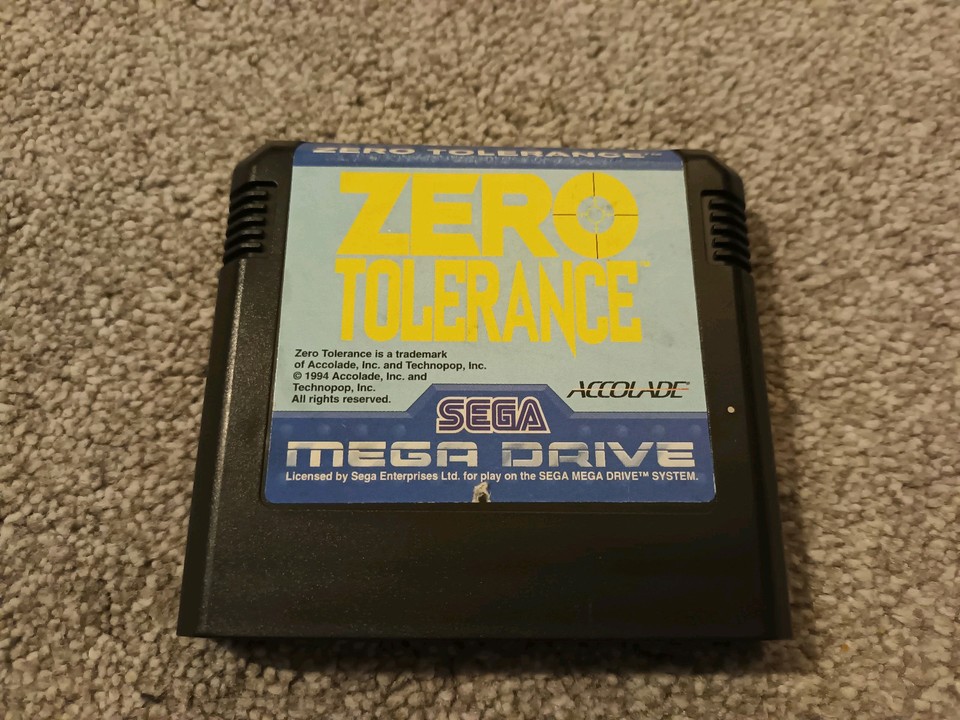 ZERO TOLERANCE™
ZERO
TOLERANCE™
Zero Tolerance is a trademark
of Accolade, Inc. and Technopop, Inc.
© 1994 Accolade, Inc. and
Technopop, Inc.
All rights reserved.
ACCOLADE®
SEGA
MEGA DRIVE
Licensed by Sega Enterprises Ltd. for play on the SEGA MEGA DRIVE™ SYSTEM.